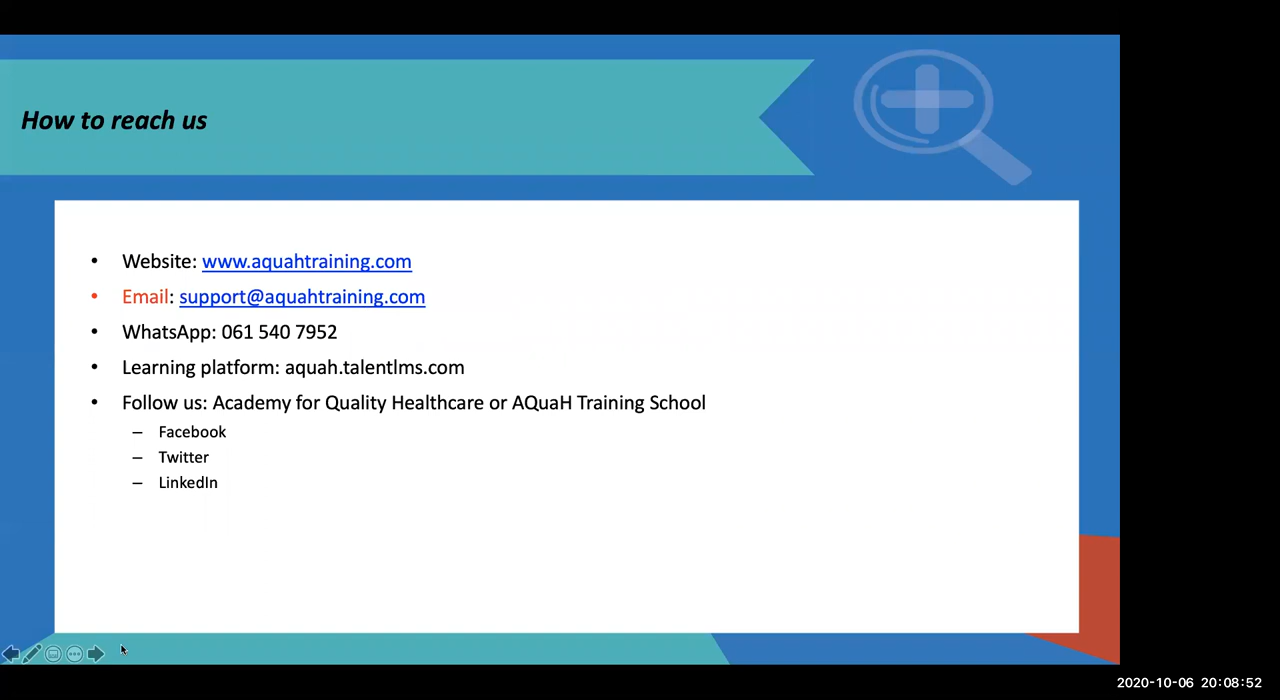 How to reach us
• Website: www.aquahtraining.com
• Email: support@aquahtraining.com
• WhatsApp: 061 540 7952
• Learning platform: aquah.talentlms.com
• Follow us: Academy for Quality Healthcare or AQuaH Training School
– Facebook
– Twitter
– LinkedIn
2020-10-06 20:08:52